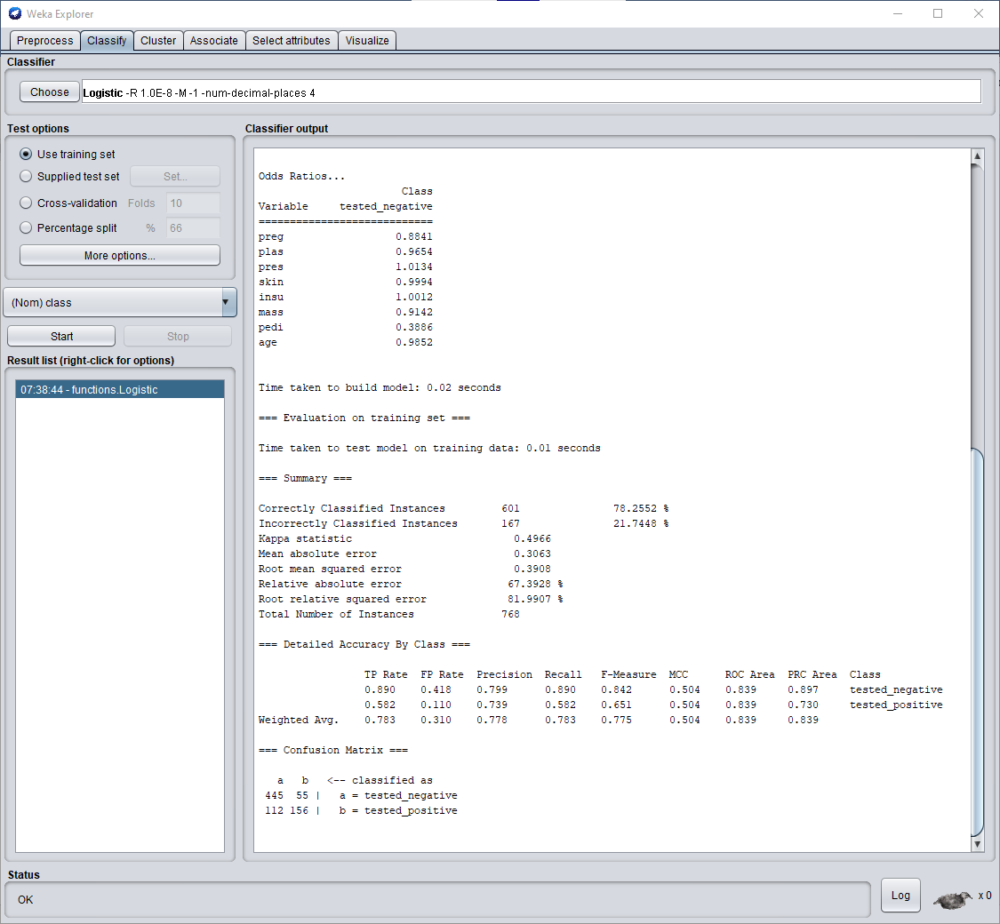 Weka Explorer
Preprocess Classify Cluster Associate Select attributes Visualize
Classifier
Choose Logistic -R 1.0E-8 -M -1 -num-decimal-places 4
Test options
Use training set
Supplied test set Set...
Cross-validation Folds 10
Percentage split % 66
More options...
(Nom) class
Start Stop
Result list (right-click for options)
07:38:44 - functions.Logistic
Classifier output
Odds Ratios...
Class
Variable tested_negative
============================
preg 0.8841
plas 0.9654
pres 1.0134
skin 0.9994
insu 1.0012
mass 0.9142
pedi 0.3886
age 0.9852
Time taken to build model: 0.02 seconds
=== Evaluation on training set ===
Time taken to test model on training data: 0.01 seconds
=== Summary ===
Correctly Classified Instances 601 78.2552 %
Incorrectly Classified Instances 167 21.7448 %
Kappa statistic 0.4966
Mean absolute error 0.3063
Root mean squared error 0.3908
Relative absolute error 67.3928 %
Root relative squared error 81.9907 %
Total Number of Instances 768
=== Detailed Accuracy By Class ===
TP Rate FP Rate Precision Recall F-Measure MCC ROC Area PRC Area Class
0.890 0.418 0.799 0.890 0.842 0.504 0.839 0.897 tested_negative
0.582 0.110 0.739 0.582 0.651 0.504 0.839 0.730 tested_positive
Weighted Avg. 0.783 0.310 0.778 0.783 0.775 0.504 0.839 0.839
=== Confusion Matrix ===
a b <-- classified as
445 55 | a = tested_negative
112 156 | b = tested_positive
Status
OK
Log
x 0